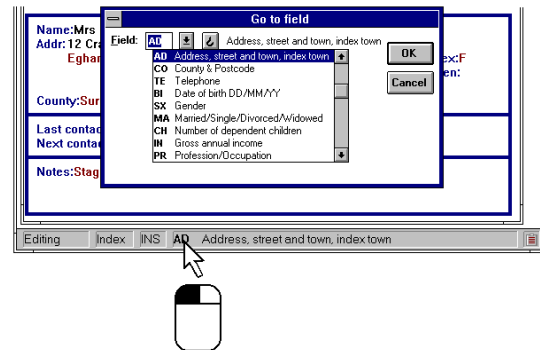 Go to field
Name:Mrs
Addr:12 Cra
Eghar
County:Sur
Last contac
Next contac
Notes:Stag
Field: AD Address, street and town, index town
AD Address, street and town, index town
CO County & Postcode
TE Telephone
BI Date of birth DD/MM/YY
SX Gender
MA Married/Single/Divorced/Widowed
CH Number of dependent children
IN Gross annual income
PR Profession/Occupation
OK
Cancel
ex:F
en:
Editing Index INS AD Address, street and town, index town